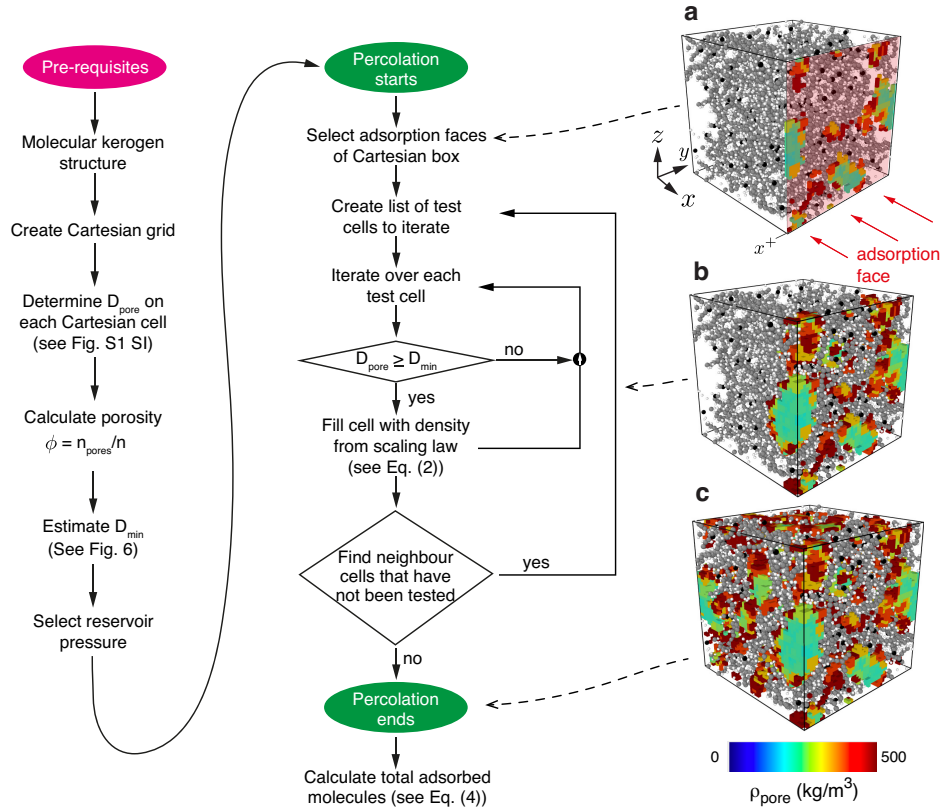 Pre-requisites
Molecular kerogen
structure
Create Cartesian grid
Determine D_pore on
each Cartesian cell
(see Fig. S1 SI)
Calculate porosity
ϕ = n_pores/n
Estimate D_min
(See Fig. 6)
Select reservoir
pressure
Percolation
starts
Select adsorption faces
of Cartesian box
Create list of test
cells to iterate
Iterate over each
test cell
D_pore ≥ D_min
no
yes
Fill cell with density
from scaling law
(see Eq. (2))
Find neighbour
cells that have
not been tested
yes
no
Percolation
ends
Calculate total adsorbed
molecules (see Eq. (4))
a
z
y
x
x⁺
adsorption
face
b
c
0
500
ρ_pore (kg/m³)